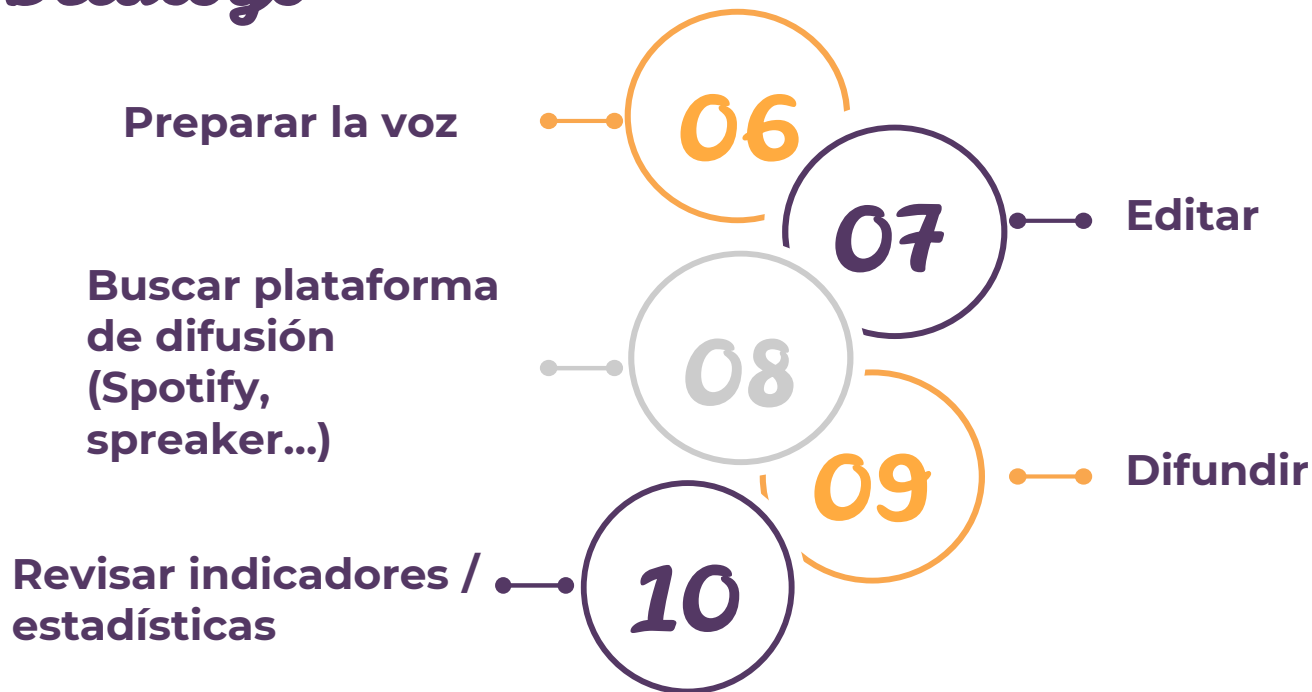 Decálogo
Preparar la voz
06
07
Editar
Buscar plataforma
de difusión
(Spotify,
spreaker...)
08
09
Difundir
Revisar indicadores /
estadísticas
10